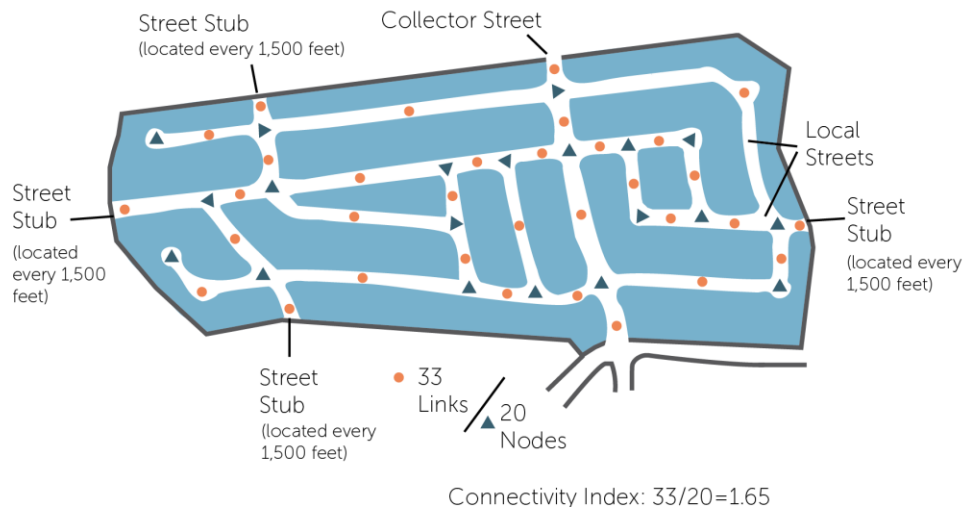 Street Stub
(located every 1,500 feet)
Collector Street
Local
Streets
Street
Stub
(located
every 1,500
feet)
Street
Stub
(located every
1,500 feet)
Street
Stub
(located every
1,500 feet)
33
Links
20
Nodes
Connectivity Index: 33/20=1.65